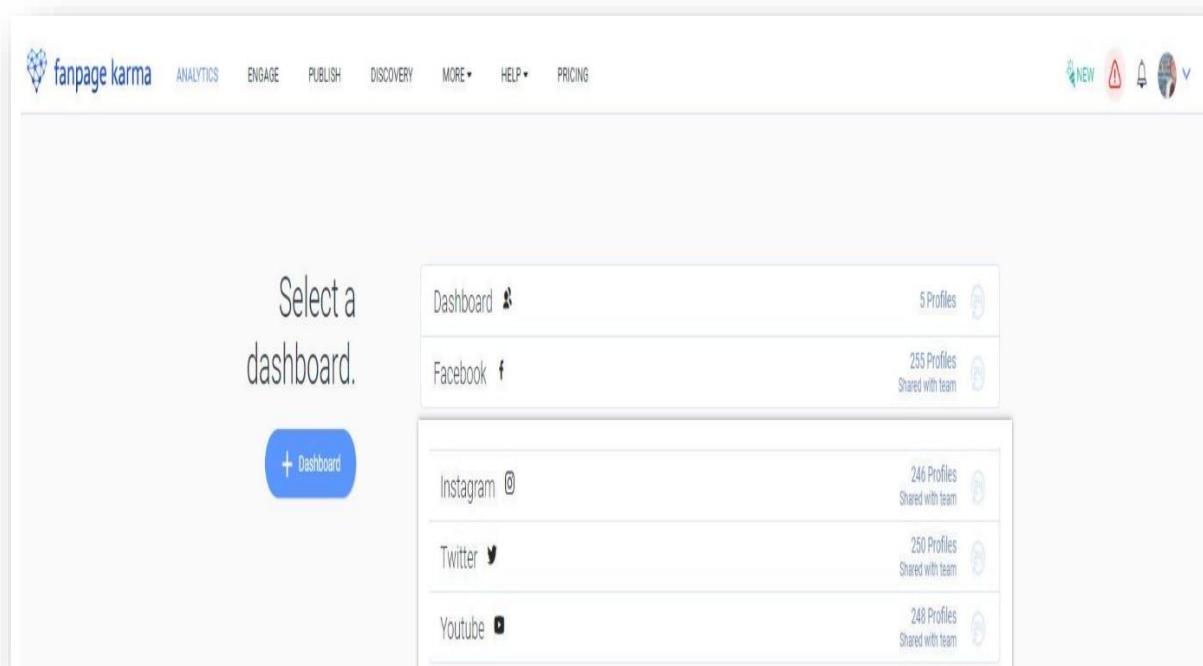 fanpage karma ANALYTICS ENGAGE PUBLISH DISCOVERY MORE HELP PRICING NEW
Select a
dashboard.
+ Dashboard
Dashboard 5 Profiles
Facebook 255 Profiles
Shared with team
Instagram 246 Profiles
Shared with team
Twitter 250 Profiles
Shared with team
Youtube 248 Profiles
Shared with team